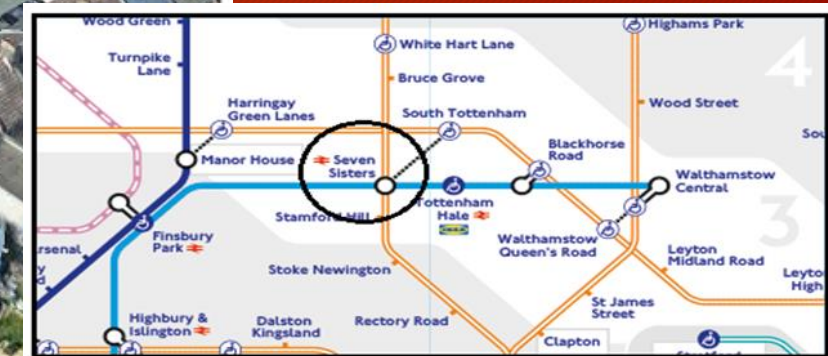 Wood Green
Highams Park
White Hart Lane
4
Turnpike
Lane
Bruce Grove
Harringay
Green Lanes
South Tottenham
Wood Street
Manor House
Seven
Sisters
Blackhorse
Road
Walthamstow
Central
Stamford Hill
Tottenham
Hale
IKEA
3
Finsbury
Park
Walthamstow
Queen's Road
Leyton
Midland Road
Stoke Newington
St James
Street
Highbury &
Islington
Dalston
Kingsland
Rectory Road
Clapton
High